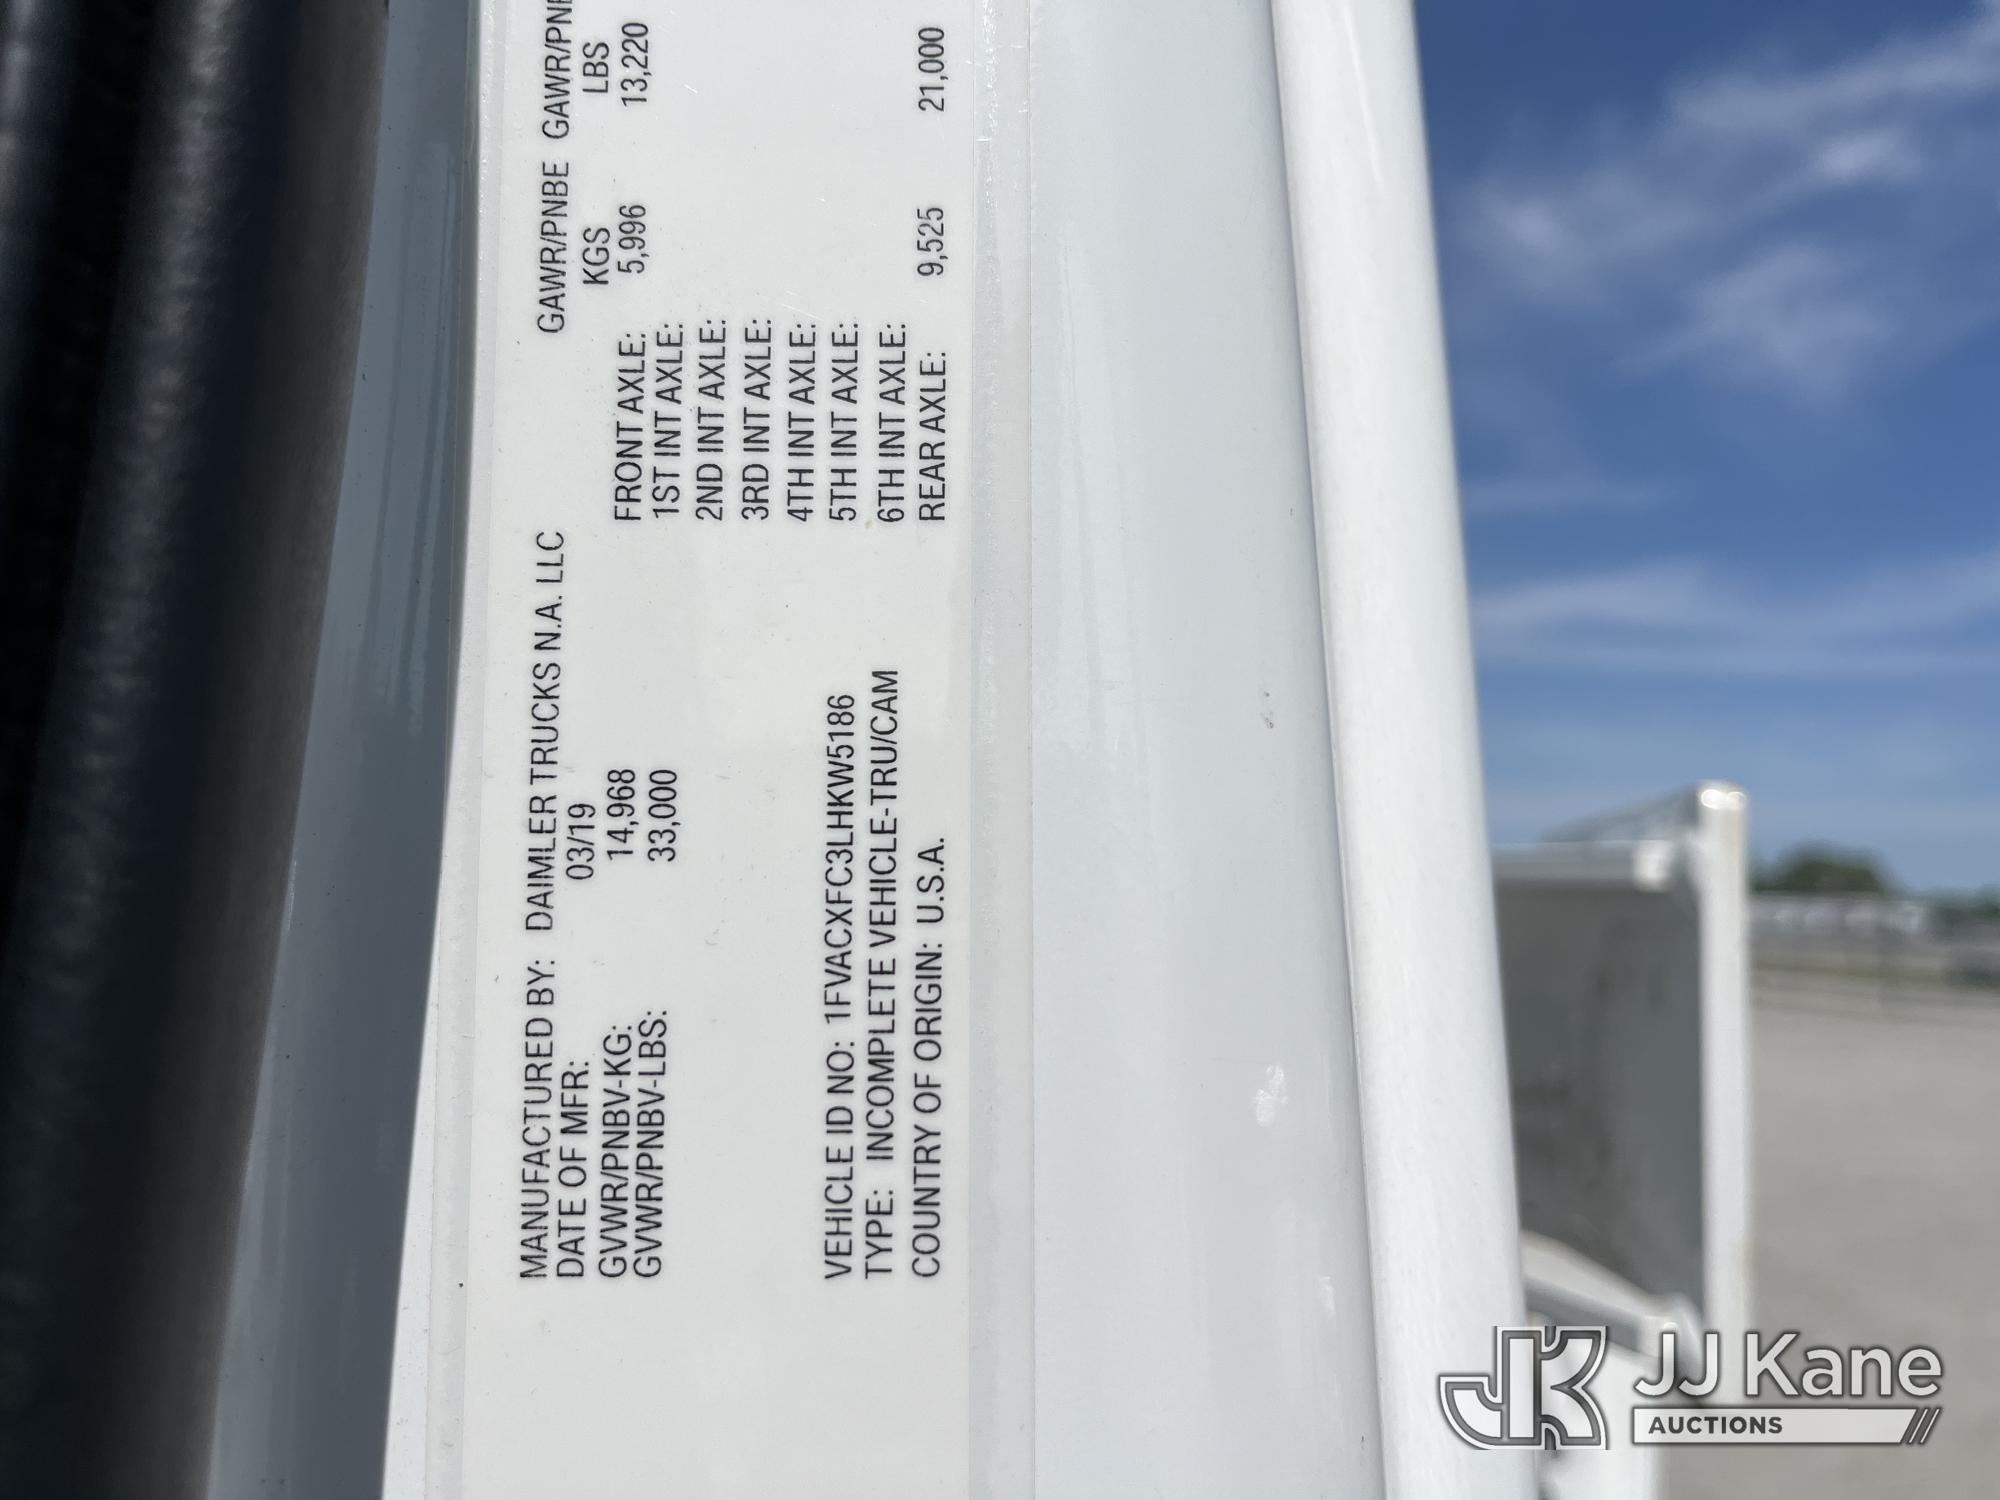 MANUFACTURED BY: DAIMLER TRUCKS N.A. LLC
DATE OF MFR: 03/19
GVWR/PNBV-KG: 14,968
GVWR/PNBV-LBS: 33,000
GAWR/PNBE GAWR/PNBE
KGS LBS
FRONT AXLE: 5,996 13,220
1ST INT AXLE:
2ND INT AXLE:
3RD INT AXLE:
4TH INT AXLE:
5TH INT AXLE:
6TH INT AXLE:
REAR AXLE: 9,525 21,000
VEHICLE ID NO: 1FVACXFC3LHKW5186
TYPE: INCOMPLETE VEHICLE-TRU/CAM
COUNTRY OF ORIGIN: U.S.A.
JK JJ Kane
AUCTIONS